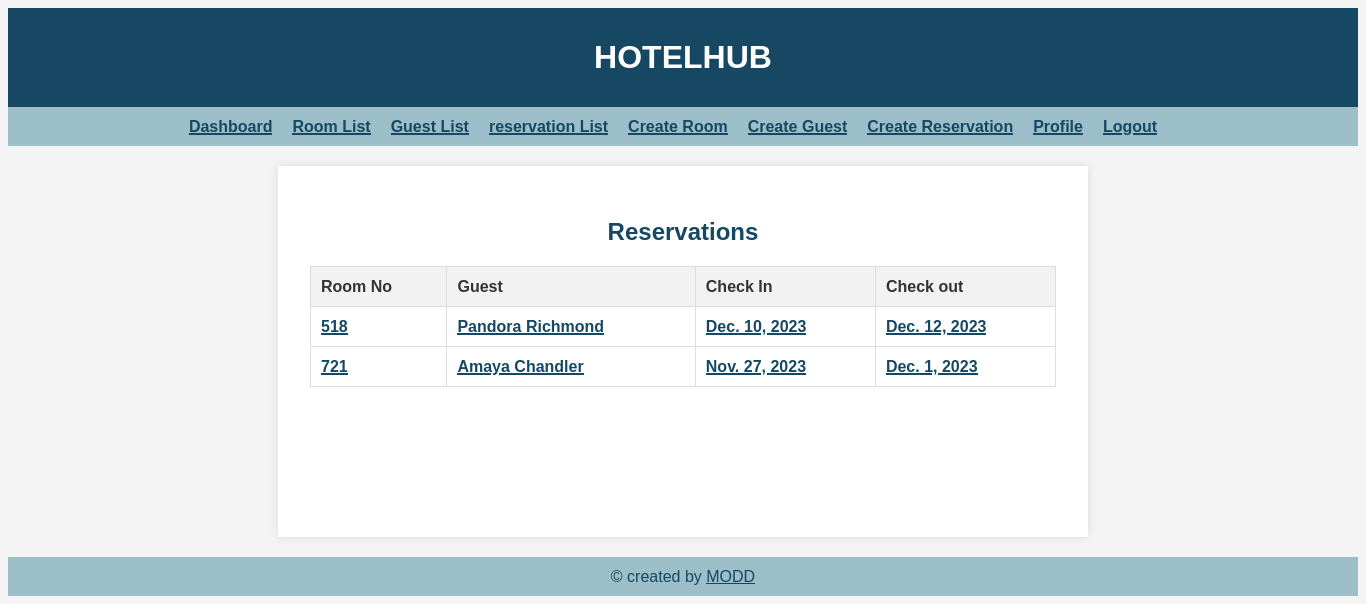 HOTELHUB
Dashboard Room List Guest List reservation List Create Room Create Guest Create Reservation Profile Logout
Reservations
Room No Guest Check In Check out
518 Pandora Richmond Dec. 10, 2023 Dec. 12, 2023
721 Amaya Chandler Nov. 27, 2023 Dec. 1, 2023
© created by MODD